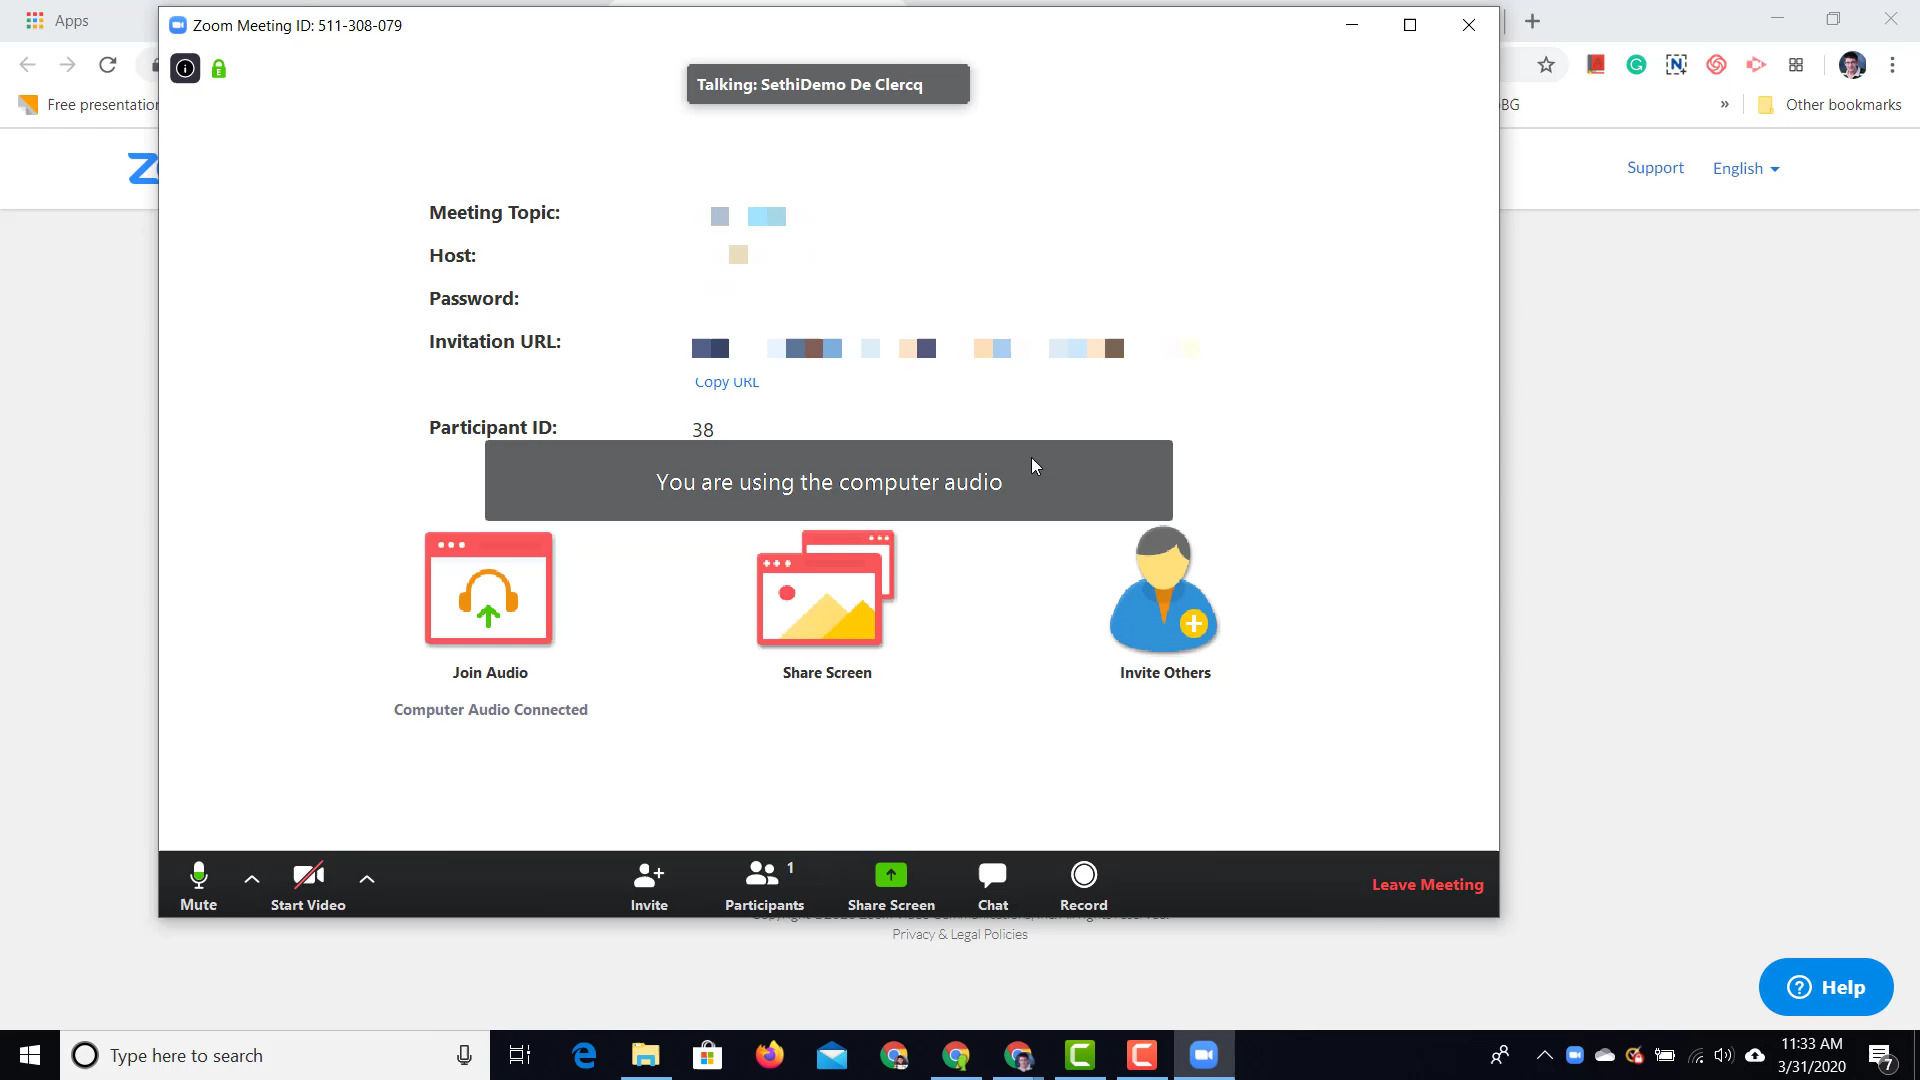 Apps
Zoom Meeting ID: 511-308-079
Talking: SethiDemo De Clercq
Free presentation
BG
»
Other bookmarks
Support
English
Meeting Topic:
Host:
Password:
Invitation URL:
Copy URL
Participant ID:
38
You are using the computer audio
Join Audio
Share Screen
Invite Others
Computer Audio Connected
1
Mute
Start Video
Invite
Participants
Share Screen
Chat
Record
Leave Meeting
Privacy & Legal Policies
Help
Type here to search
11:33 AM
3/31/2020
7